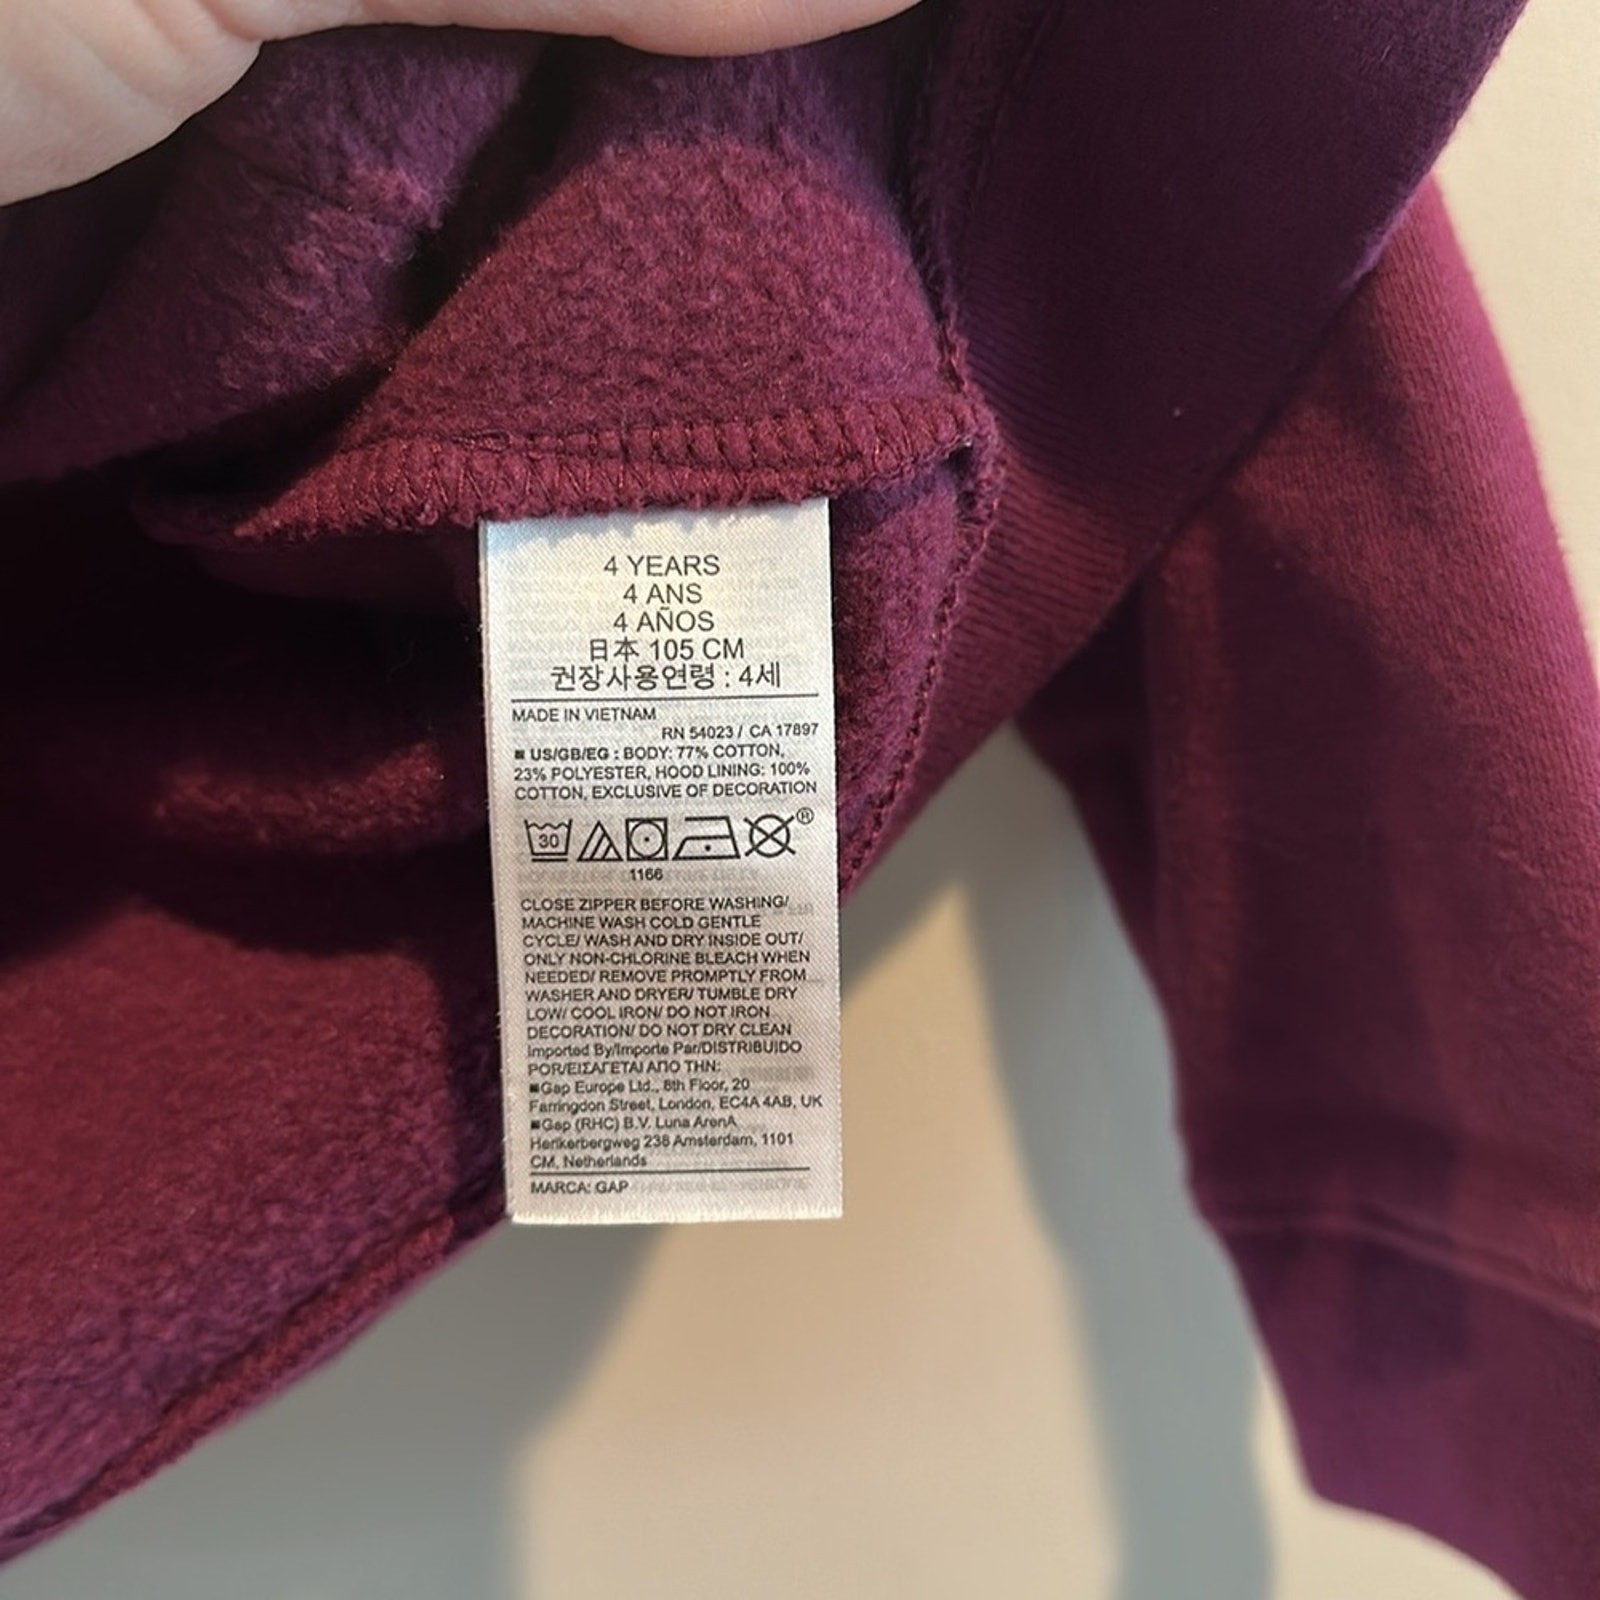 4 YEARS
4 ANS
4 AÑOS
日本 105 CM
권장사용연령 : 4세
MADE IN VIETNAM
RN 54023 / CA 17897
■ US/GB/EG : BODY: 77% COTTON,
23% POLYESTER, HOOD LINING: 100%
COTTON, EXCLUSIVE OF DECORATION
30
®
1166
CLOSE ZIPPER BEFORE WASHING/
MACHINE WASH COLD GENTLE
CYCLE/ WASH AND DRY INSIDE OUT/
ONLY NON-CHLORINE BLEACH WHEN
NEEDED/ REMOVE PROMPTLY FROM
WASHER AND DRYER/ TUMBLE DRY
LOW/ COOL IRON/ DO NOT IRON
DECORATION/ DO NOT DRY CLEAN
Imported By/Importe Par/DISTRIBUIDO
POR/ΕΙΣΑΓΕΤΑΙ ΑΠΟ ΤΗΝ:
■Gap Europe Ltd., 8th Floor, 20
Farringdon Street, London, EC4A 4AB, UK
■Gap (RHC) B.V. Luna ArenA
Herikerbergweg 238 Amsterdam, 1101
CM, Netherlands
MARCA: GAP